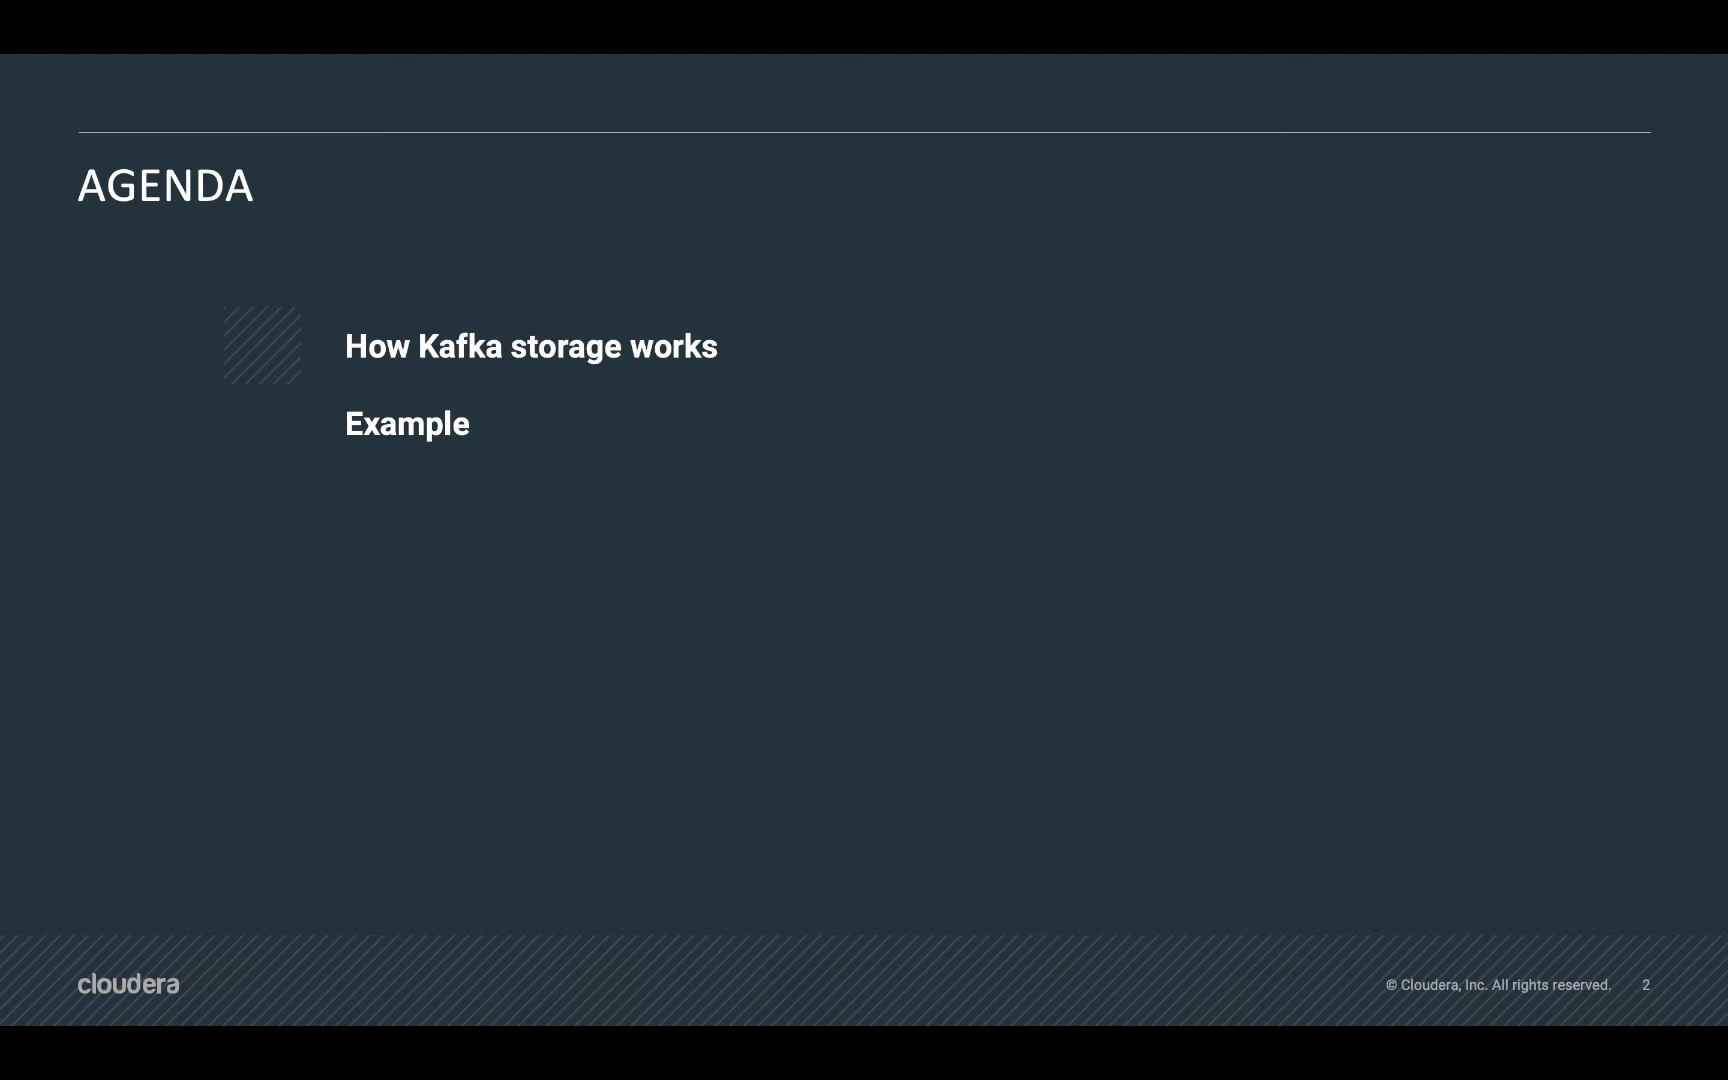 AGENDA
How Kafka storage works
Example
cloudera
© Cloudera, Inc. All rights reserved. 2